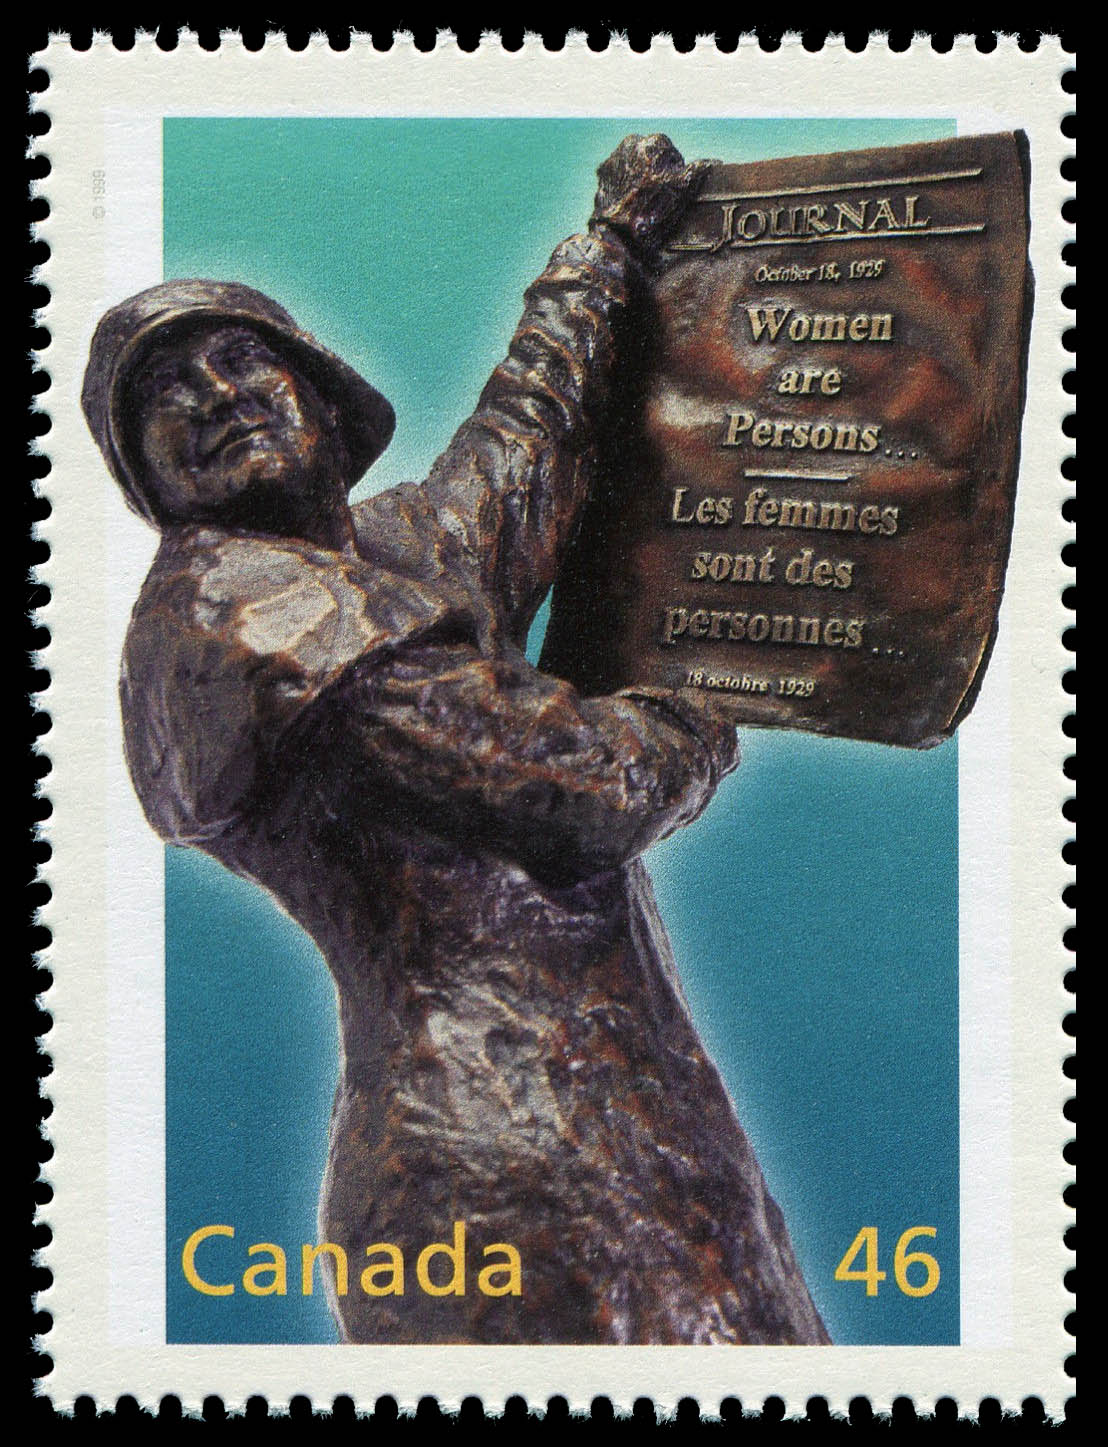 © 1999
JOURNAL
October 18, 1929
Women
are
Persons...
Les femmes
sont des
personnes...
18 octobre 1929
Canada 46